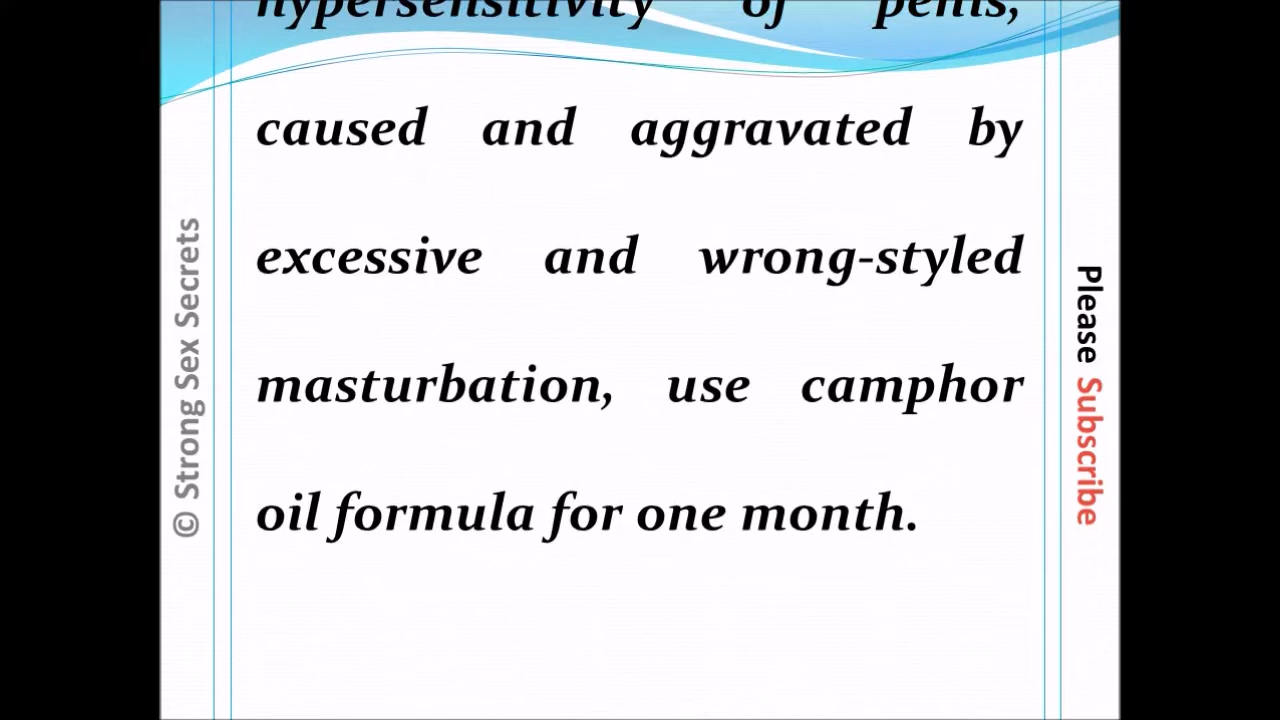 hypersensitivity of penis,
caused and aggravated by
excessive and wrong-styled
masturbation, use camphor
oil formula for one month.
© Strong Sex Secrets
Please Subscribe